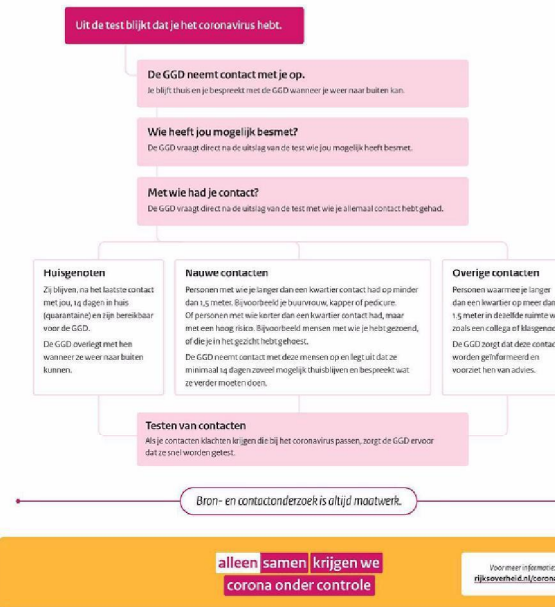 Uit de test blijkt dat je het coronavirus hebt.
De GGD neemt contact met je op.
Je blijft thuis en je bespreekt met de GGD wanneer je weer naar buiten kan.
Wie heeft jou mogelijk besmet?
De GGD vraagt direct na de uitslag van de test wie jou mogelijk heeft besmet.
Met wie had je contact?
De GGD vraagt direct na de uitslag van de test met wie je allemaal contact hebt gehad.
Huisgenoten
Zij blijven, na het laatste contact
met jou, 14 dagen in huis
(quarantaine) en zijn bereikbaar
voor de GGD.
De GGD overlegt met hen
wanneer ze weer naar buiten
kunnen.
Nauwe contacten
Personen met wie je langer dan een kwartier contact had op minder
dan 1,5 meter. Bijvoorbeeld je buurvrouw, kapper of pedicure.
Of personen met wie korter dan een kwartier contact had, maar
met een hoog risico. Bijvoorbeeld mensen met wie je hebt gezoend,
of die je in het gezicht hebt gehoest.
De GGD neemt contact met deze mensen op en legt uit dat ze
minimaal 14 dagen zoveel mogelijk thuisblijven en bespreekt wat
ze verder moeten doen.
Overige contacten
Personen waarmee je langer
dan een kwartier op meer dan
1,5 meter in dezelfde ruimte w
zoals een collega of klasgenoo
De GGD zorgt dat deze contac
worden geïnformeerd en
voorziet hen van advies.
Testen van contacten
Als je contacten klachten krijgen die bij het coronavirus passen, zorgt de GGD ervoor
dat ze snel worden getest.
Bron- en contactonderzoek is altijd maatwerk.
alleen samen krijgen we
corona onder controle
Voor meer informatie
rijksoverheid.nl/corona